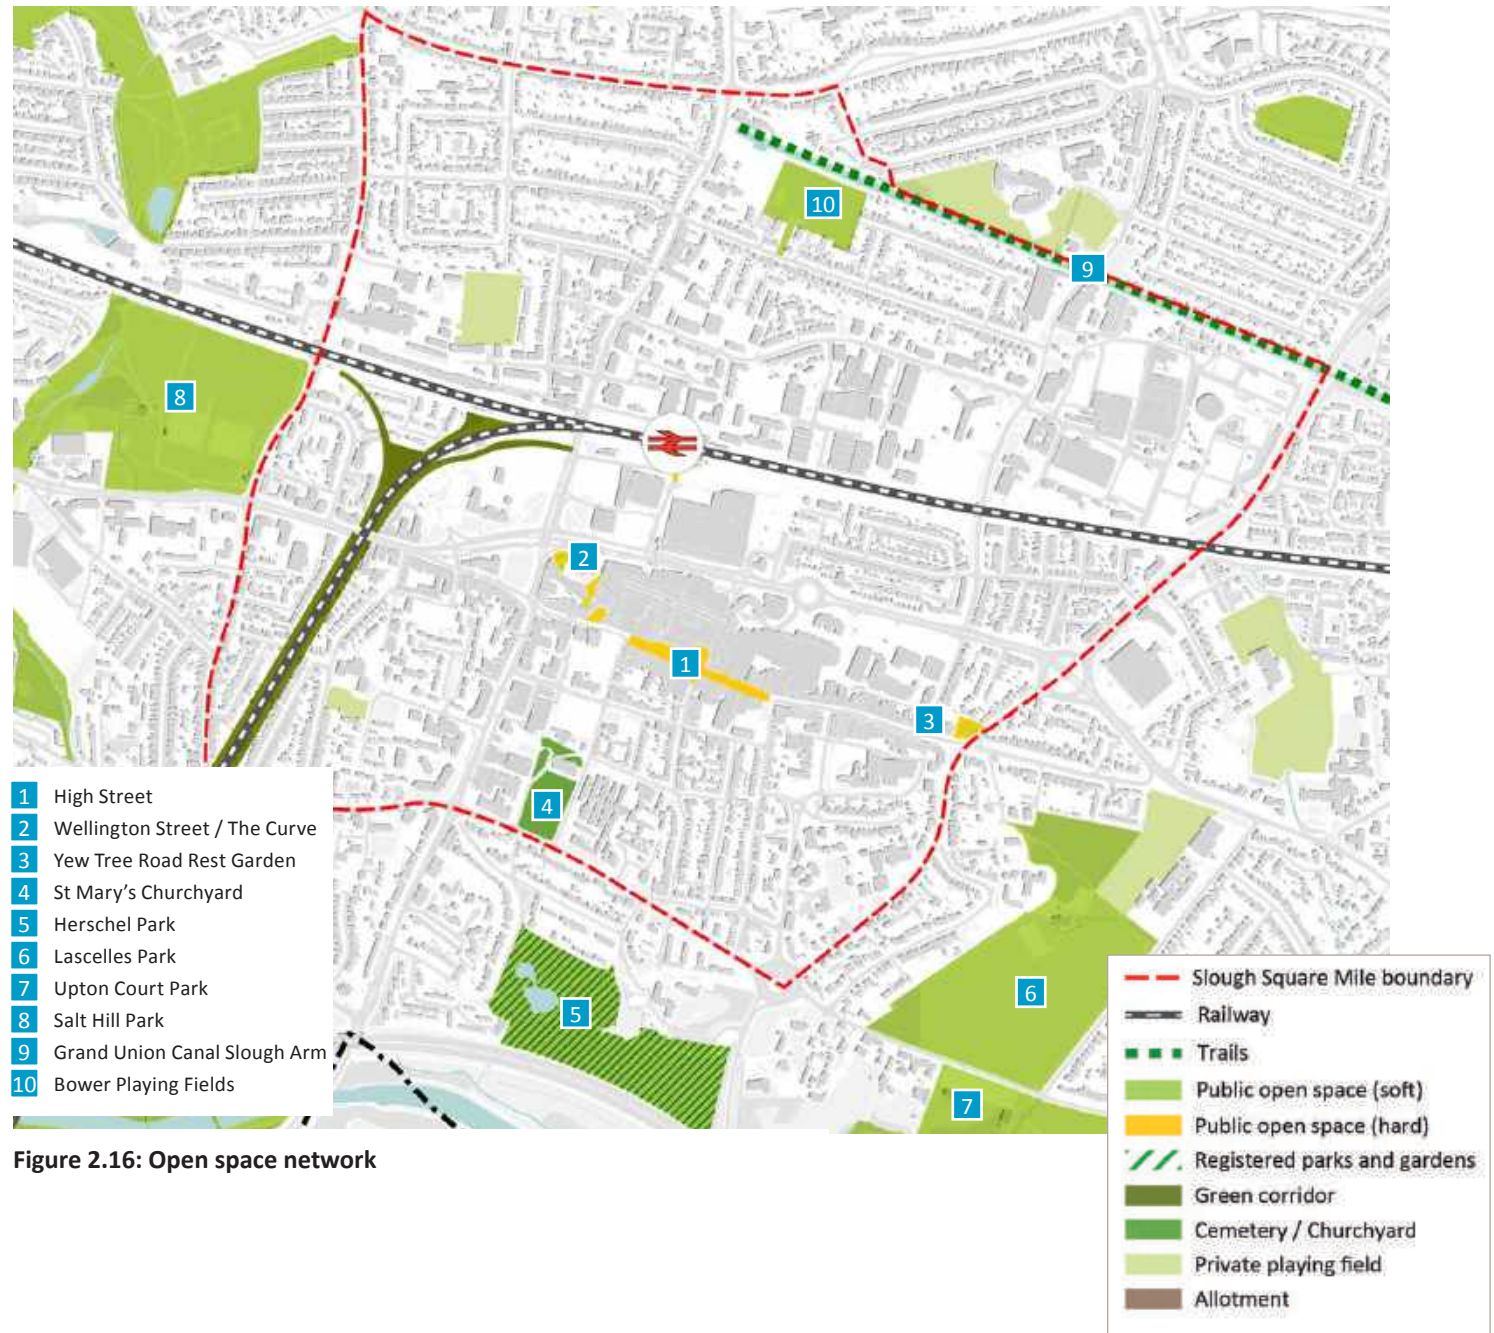 10
9
8
2
1
3
4
5
6
7
1 High Street
2 Wellington Street / The Curve
3 Yew Tree Road Rest Garden
4 St Mary’s Churchyard
5 Herschel Park
6 Lascelles Park
7 Upton Court Park
8 Salt Hill Park
9 Grand Union Canal Slough Arm
10 Bower Playing Fields
Slough Square Mile boundary
Railway
Trails
Public open space (soft)
Public open space (hard)
Registered parks and gardens
Green corridor
Cemetery / Churchyard
Private playing field
Allotment
Figure 2.16: Open space network